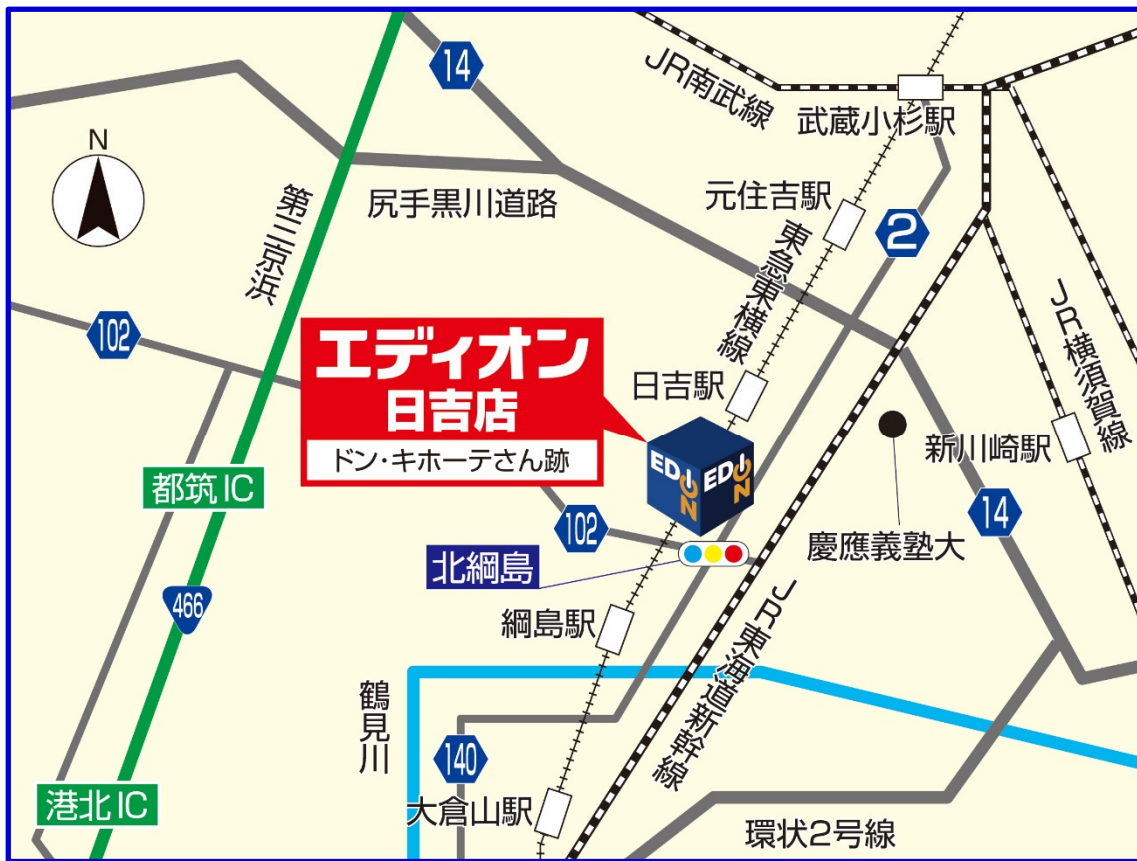 14
JR南武線
武蔵小杉駅
N
尻手黒川道路
元住吉駅
第三京浜
東急東横線
2
102
エディオン
日吉店
ドン・キホーテさん跡
日吉駅
JR横須賀線
新川崎駅
EDION
EDION
都筑IC
102
14
慶應義塾大
北綱島
466
綱島駅
JR東海道新幹線
鶴見川
140
港北IC
大倉山駅
環状2号線